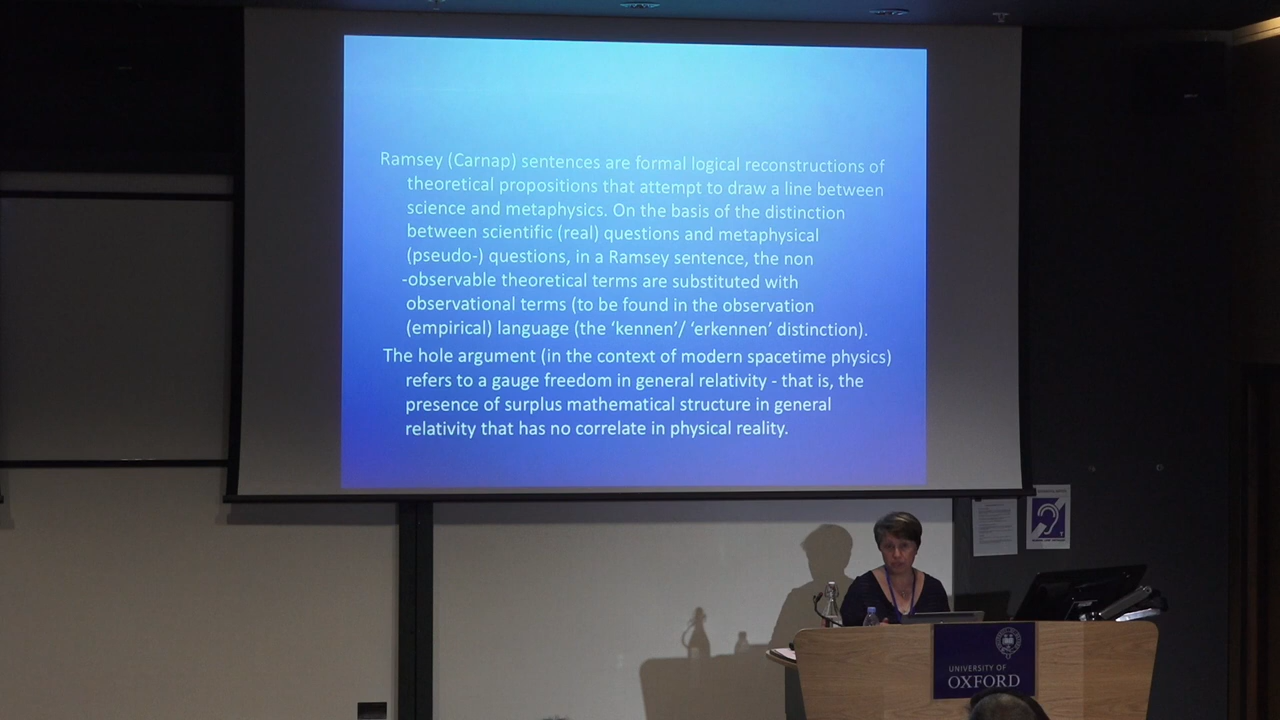 Ramsey (Carnap) sentences are formal logical reconstructions of
theoretical propositions that attempt to draw a line between
science and metaphysics. On the basis of the distinction
between scientific (real) questions and metaphysical
(pseudo-) questions, in a Ramsey sentence, the non
-observable theoretical terms are substituted with
observational terms (to be found in the observation
(empirical) language (the ‘kennen’/ ‘erkennen’ distinction).
The hole argument (in the context of modern spacetime physics)
refers to a gauge freedom in general relativity - that is, the
presence of surplus mathematical structure in general
relativity that has no correlate in physical reality.
UNIVERSITY OF
OXFORD